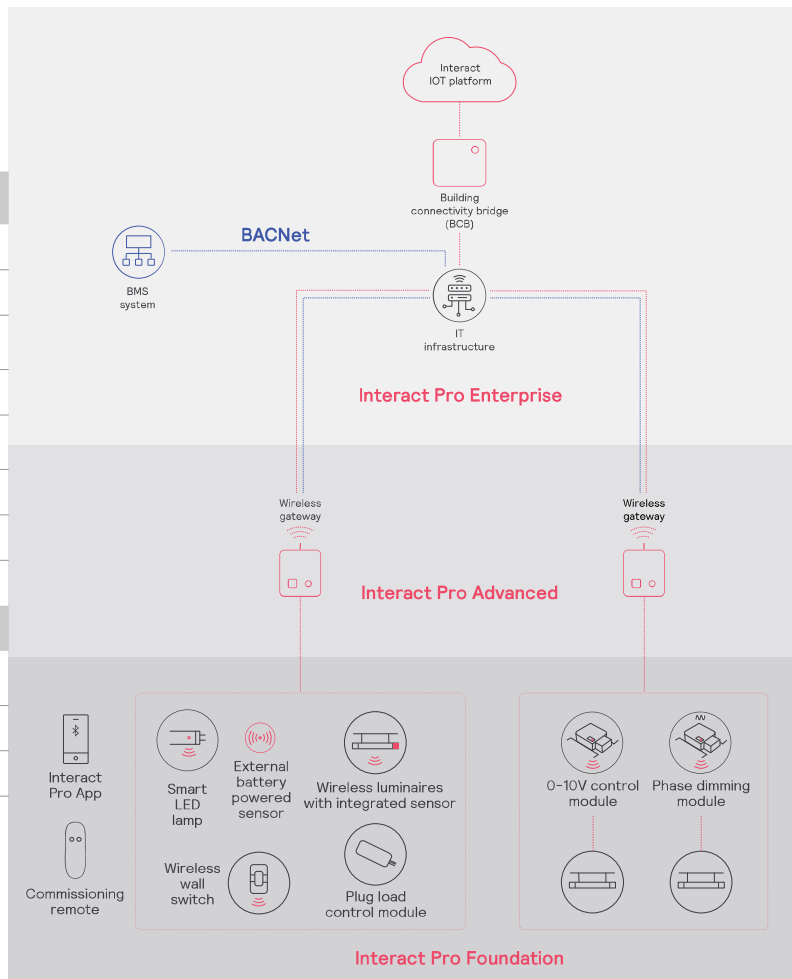 Interact
IOT platform
Building
connectivity bridge
(BCB)
BACNet
BMS
system
IT
infrastructure
Interact Pro Enterprise
Wireless
gateway
Wireless
gateway
Interact Pro Advanced
Interact
Pro App
Smart
LED
lamp
External
battery
powered
sensor
Wireless luminaires
with integrated sensor
0-10V control
module
Phase dimming
module
Commissioning
remote
Wireless
wall
switch
Plug load
control module
Interact Pro Foundation